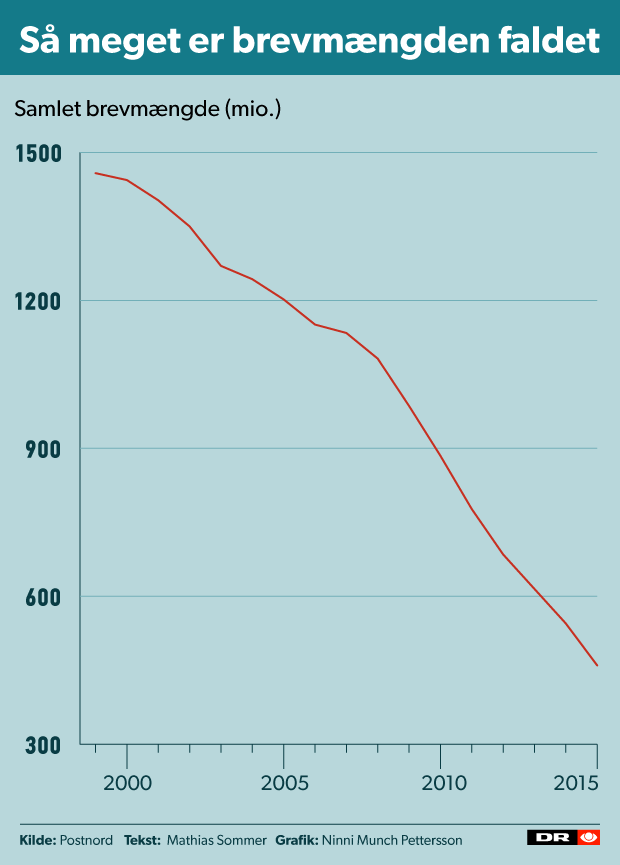 Så meget er brevmængden faldet
Samlet brevmængde (mio.)
1500
1200
900
600
300
2000 2005 2010 2015
Kilde: Postnord Tekst: Mathias Sommer Grafik: Ninni Munch Pettersson
DR